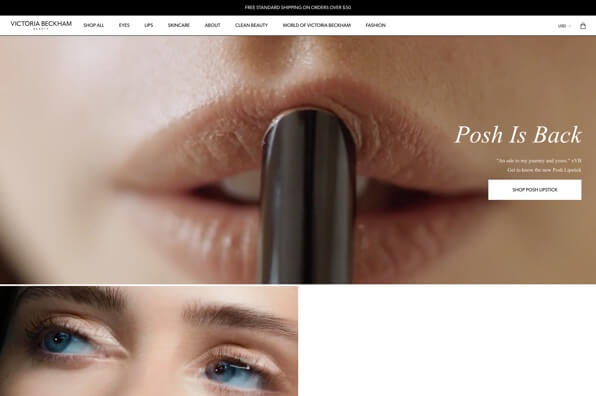 FREE STANDARD SHIPPING ON ORDERS OVER $50
VICTORIA BECKHAM
BEAUTY
SHOP ALL
EYES
LIPS
SKINCARE
ABOUT
CLEAN BEAUTY
WORLD OF VICTORIA BECKHAM
FASHION
USD
Posh Is Back
"An ode to my journey and yours." xVB
Get to know the new Posh Lipstick
SHOP POSH LIPSTICK